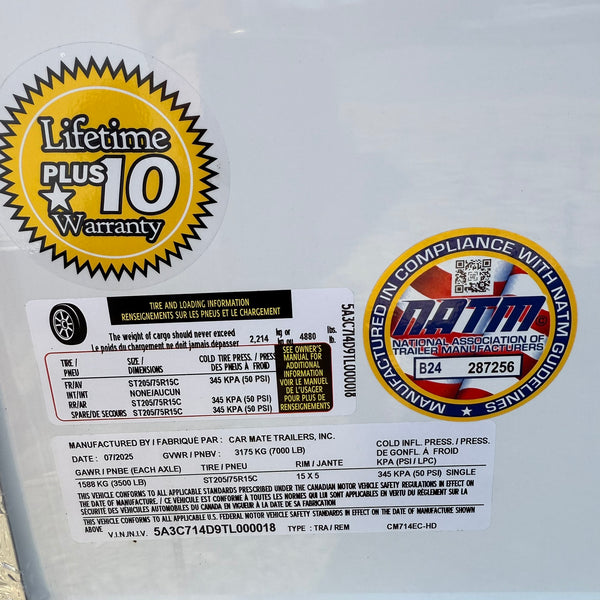 Lifetime
PLUS 10
Warranty
MANUFACTURED IN COMPLIANCE WITH NATM GUIDELINES
NATM
NATIONAL ASSOCIATION OF
TRAILER MANUFACTURERS
B24 287256
TIRE AND LOADING INFORMATION
RENSEIGNEMENTS SUR LES PNEUS ET LE CHARGEMENT
The weight of cargo should never exceed 2,214 kg or 4880 lbs.
Le poids du chargement ne doit jamais dépasser kg ou lb.
5A3C714D9TL000018
TIRE / SIZE / COLD TIRE PRESS. / PRESS
PNEU DIMENSIONS DES PNEUS À FROID
FR/AV ST205/75R15C 345 KPA (50 PSI)
INT/INT NONE/AUCUN
RR/AR ST205/75R15C 345 KPA (50 PSI)
SPARE/DE SECOURS ST205/75R15C 345 KPA (50 PSI)
SEE OWNER'S
MANUAL FOR
ADDITIONAL
INFORMATION
VOIR LE MANUEL
DE L'USAGER
POUR PLUS DE
RENSEIGNEMENTS
MANUFACTURED BY / FABRIQUÉ PAR : CAR MATE TRAILERS, INC.
DATE : 07/2025 GVWR / PNBV : 3175 KG (7000 LB)
COLD INFL. PRESS. / PRESS.
DE GONFL. À FROID
KPA (PSI / LPC)
GAWR / PNBE (EACH AXLE) TIRE / PNEU RIM / JANTE
1588 KG (3500 LB) ST205/75R15C 15 X 5 345 KPA (50 PSI) SINGLE
THIS VEHICLE CONFORMS TO ALL APPLICABLE STANDARDS PRESCRIBED UNDER THE CANADIAN MOTOR VEHICLE SAFETY REGULATIONS IN EFFECT ON
THE DATE OF MANUFACTURE. / CE VEHICULE EST CONFORME À TOUTES LES NORMES QUI LUI SONT APPLICABLES EN VERTU DU RÈGLEMENT SUR LA
SÉCURITÉ DES VÉHICULES AUTOMOBILES DU CANADA EN VIGUEUR À LA DATE DE SA FABRICATION
THIS VEHICLE CONFORMS TO ALL APPLICABLE U.S. FEDERAL MOTOR VEHICLE SAFETY STANDARDS IN EFFECT ON THE DATE OF MANUFACTURE SHOWN
ABOVE
V.I.N./N.I.V. 5A3C714D9TL000018 TYPE : TRA / REM CM714EC-HD